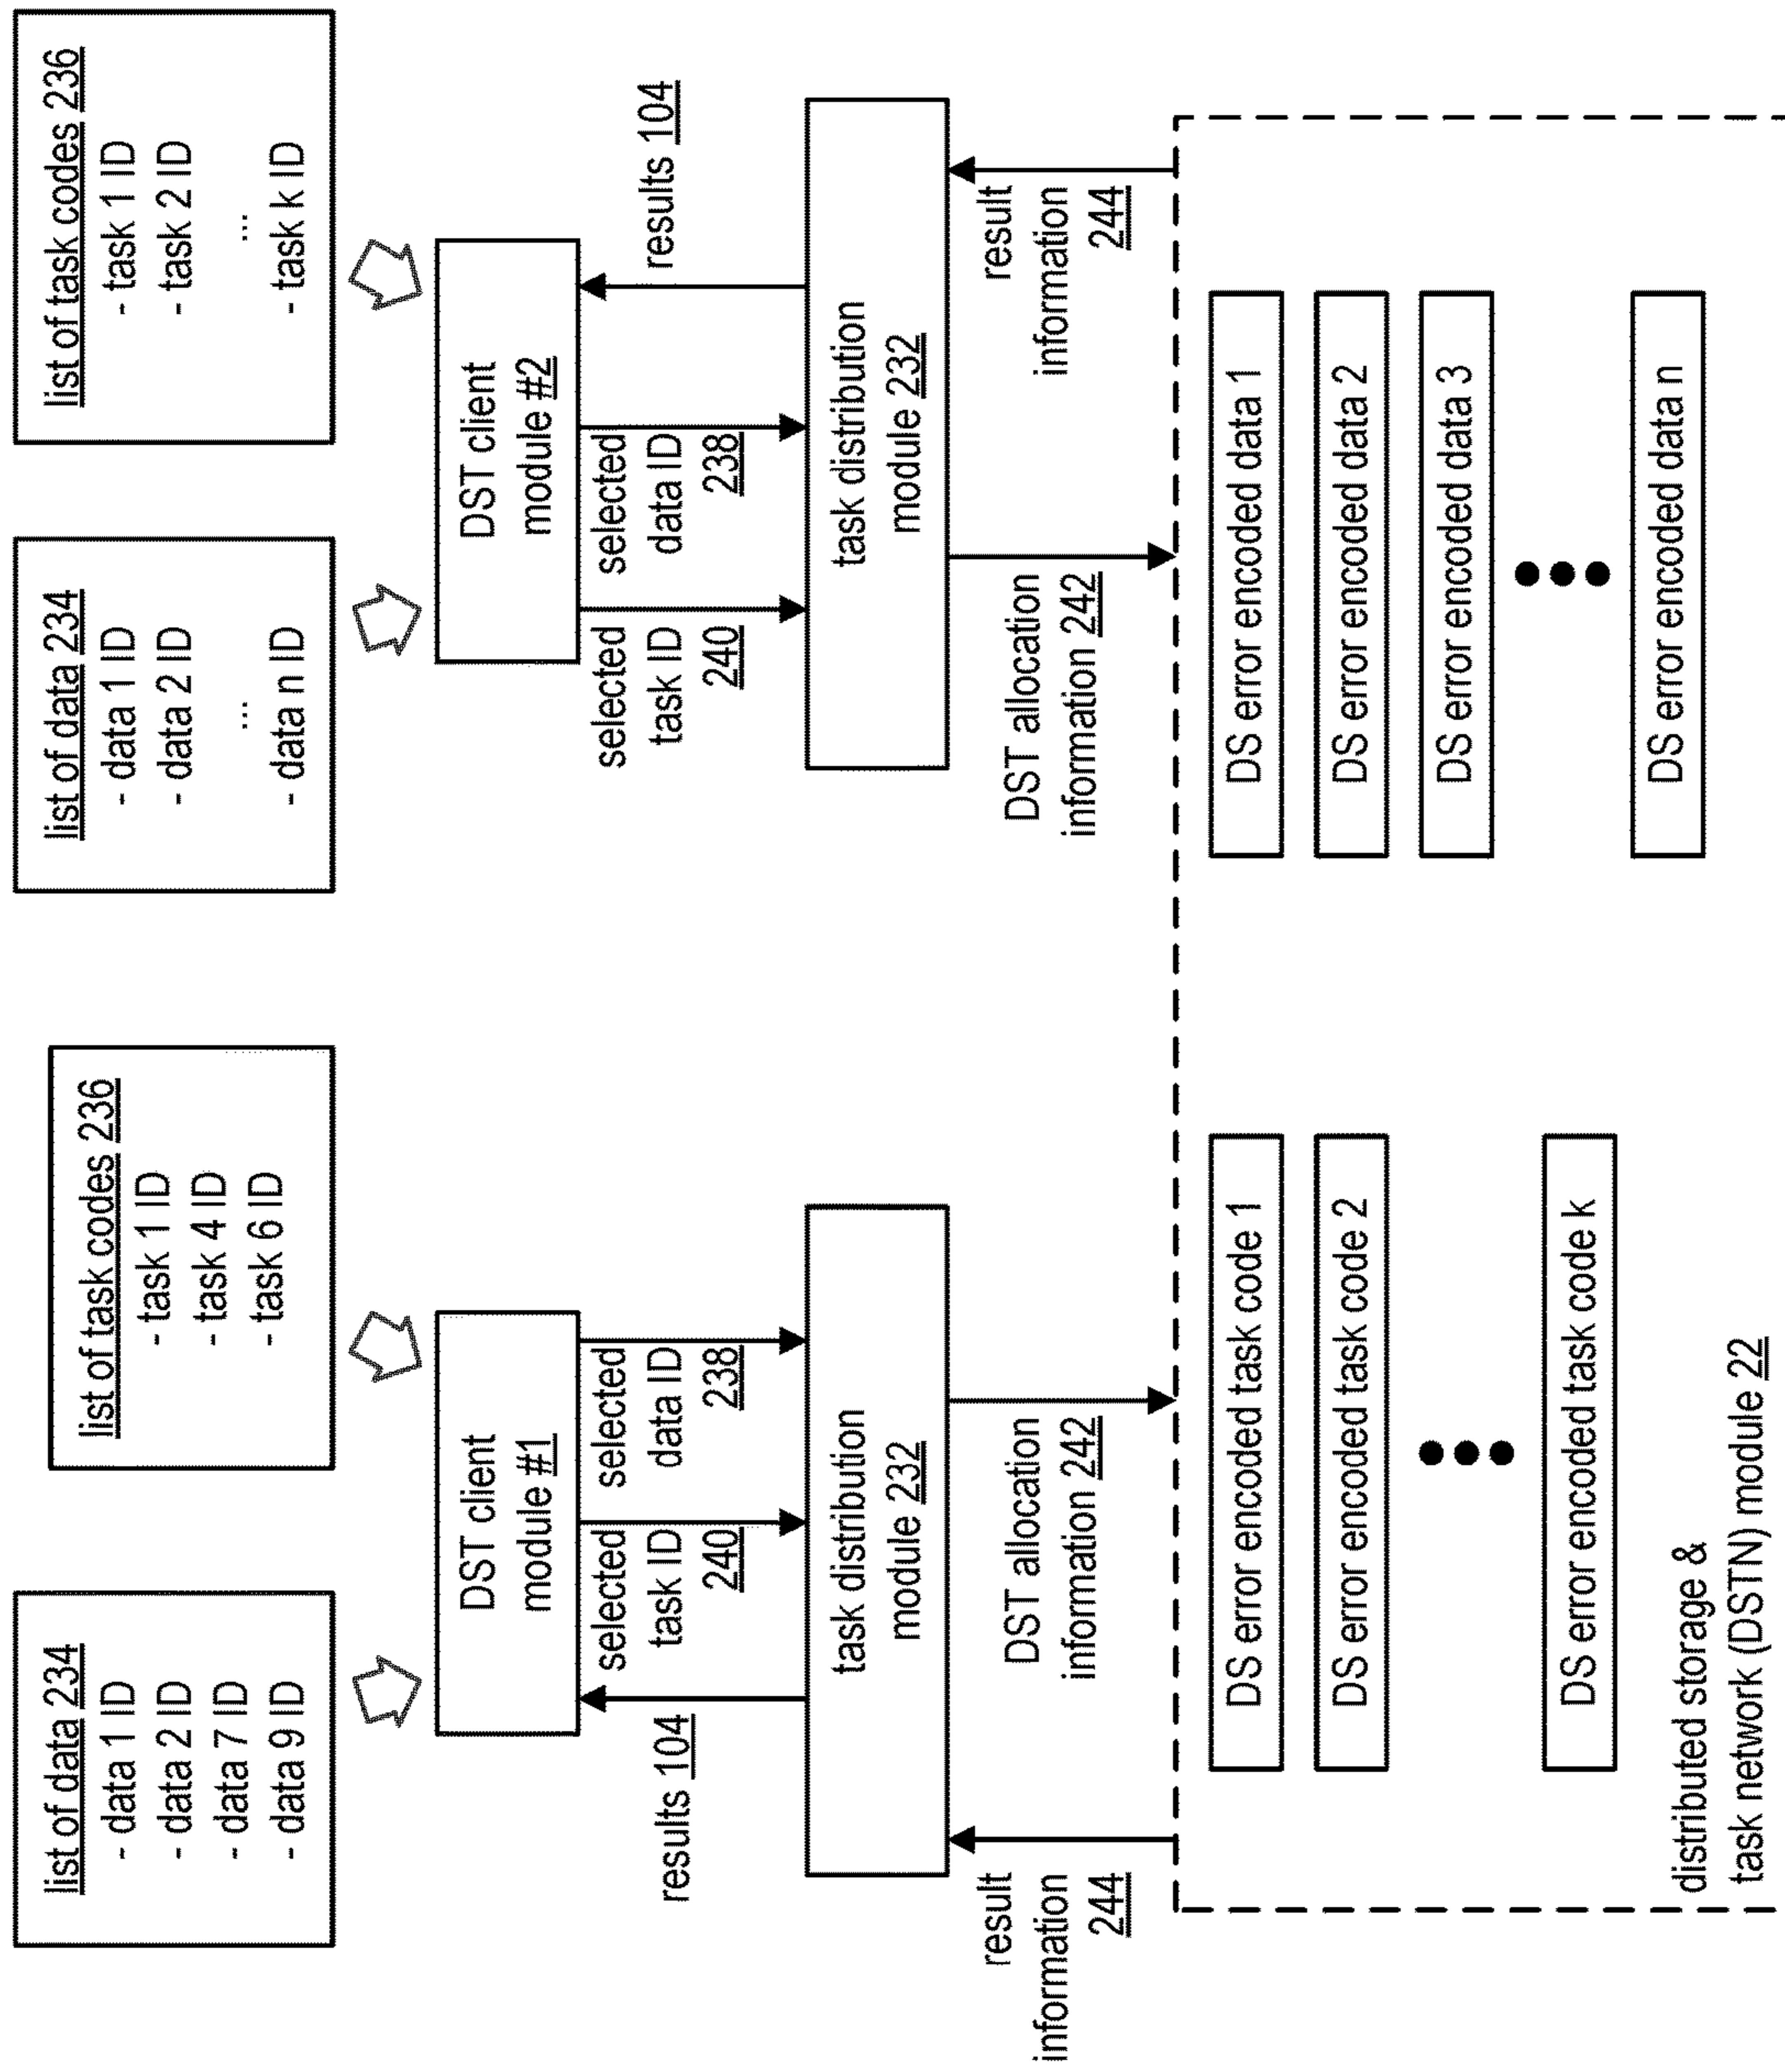 list of data 234
- data 1 ID
- data 2 ID
- data 7 ID
- data 9 ID
list of task codes 236
- task 1 ID
- task 4 ID
- task 6 ID
list of data 234
- data 1 ID
- data 2 ID
...
- data n ID
list of task codes 236
- task 1 ID
- task 2 ID
...
- task k ID
DST client
module #1
DST client
module #2
results 104
selected
task ID
240
selected
data ID
238
selected
task ID
240
selected
data ID
238
results 104
task distribution
module 232
task distribution
module 232
result
information
244
DST allocation
information 242
DST allocation
information 242
result
information
244
DS error encoded task code 1
DS error encoded task code 2
DS error encoded task code k
DS error encoded data 1
DS error encoded data 2
DS error encoded data 3
DS error encoded data n
distributed storage &
task network (DSTN) module 22